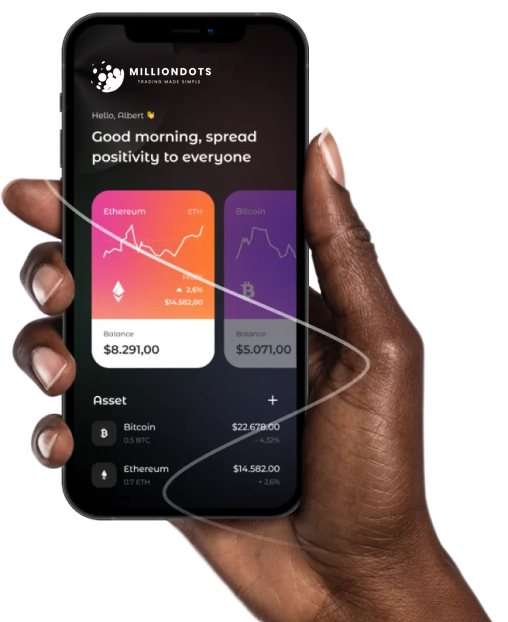 MILLIONDOTS
TRADING MADE SIMPLE
Hello, Albert 👋
Good morning, spread
positivity to everyone
Ethereum ETH
Bitcoin
Profit
▲ 2,6%
$14.582,00
Balance
$8.291,00
Balance
$5.071,00
Asset +
Bitcoin $22.678.00
0.5 BTC - 4,32%
Ethereum $14.582.00
0.7 ETH + 2,6%